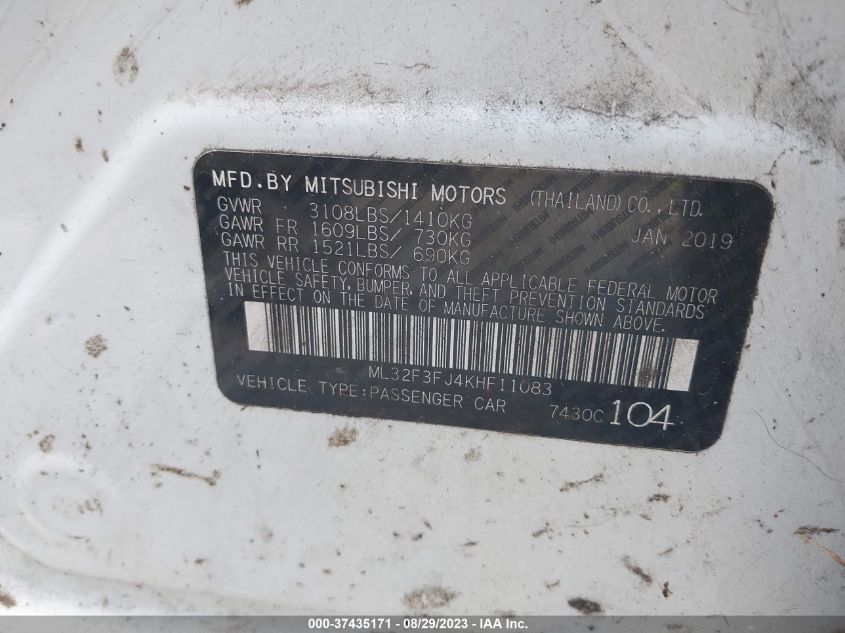 MFD.BY MITSUBISHI MOTORS (THAILAND) CO., LTD.
GVWR 3108LBS/1410KG JAN 2019
GAWR FR 1609LBS/ 730KG
GAWR RR 1521LBS/ 690KG
THIS VEHICLE CONFORMS TO ALL APPLICABLE FEDERAL MOTOR
VEHICLE SAFETY, BUMPER, AND THEFT PREVENTION STANDARDS
IN EFFECT ON THE DATE OF MANUFACTURE SHOWN ABOVE.
ML32F3FJ4KHF11083
VEHICLE TYPE:PASSENGER CAR 7430C 104
000-37435171 - 08/29/2023 - IAA Inc.